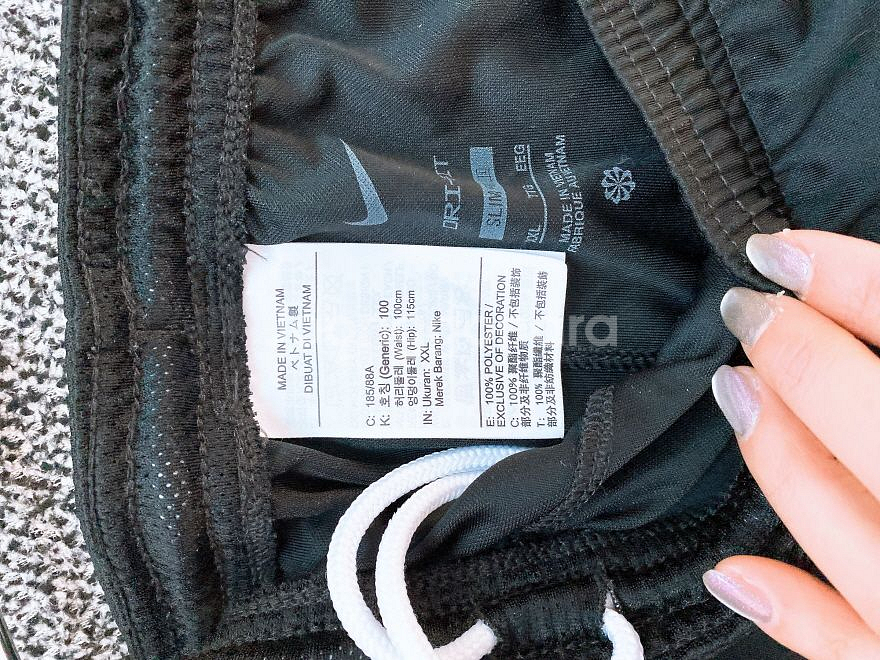 DRI-FIT
SLIM
XXL TTG EEG
MADE IN VIETNAM
FABRIQUÉ AU VIETNAM
MADE IN VIETNAM
ベトナム製
DIBUAT DI VIETNAM
C: 185/88A
K: 호칭 (Generic): 100
허리둘레 (Waist): 100cm
엉덩이둘레 (Hip): 115cm
IN: Ukuran: XXL
Merek Barang: Nike
E: 100% POLYESTER/
EXCLUSIVE OF DECORATION
C: 100% 聚酯纤维 / 不包括装饰
部分及非纤维物质
T: 100% 聚酯纖維 / 不包括裝飾
部分及非紡織材料